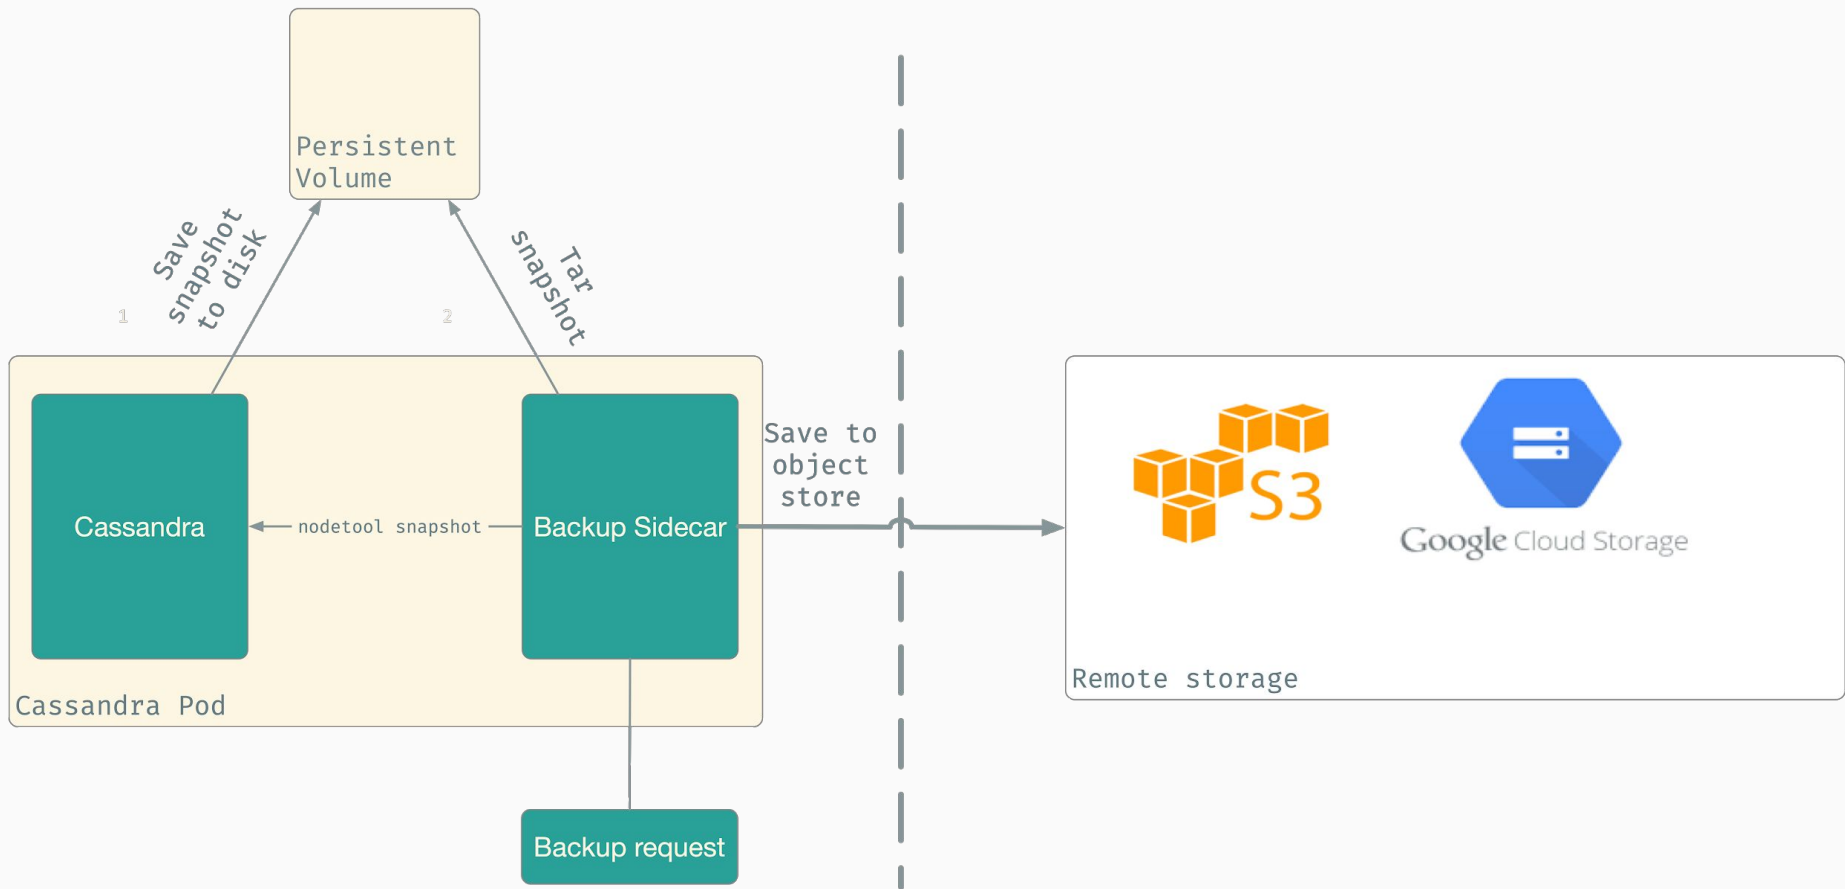 Persistent
Volume
Save
snapshot
to disk
Tar
snapshot
1
2
Cassandra
nodetool snapshot
Backup Sidecar
Save to
object
store
S3
Google Cloud Storage
Remote storage
Cassandra Pod
Backup request